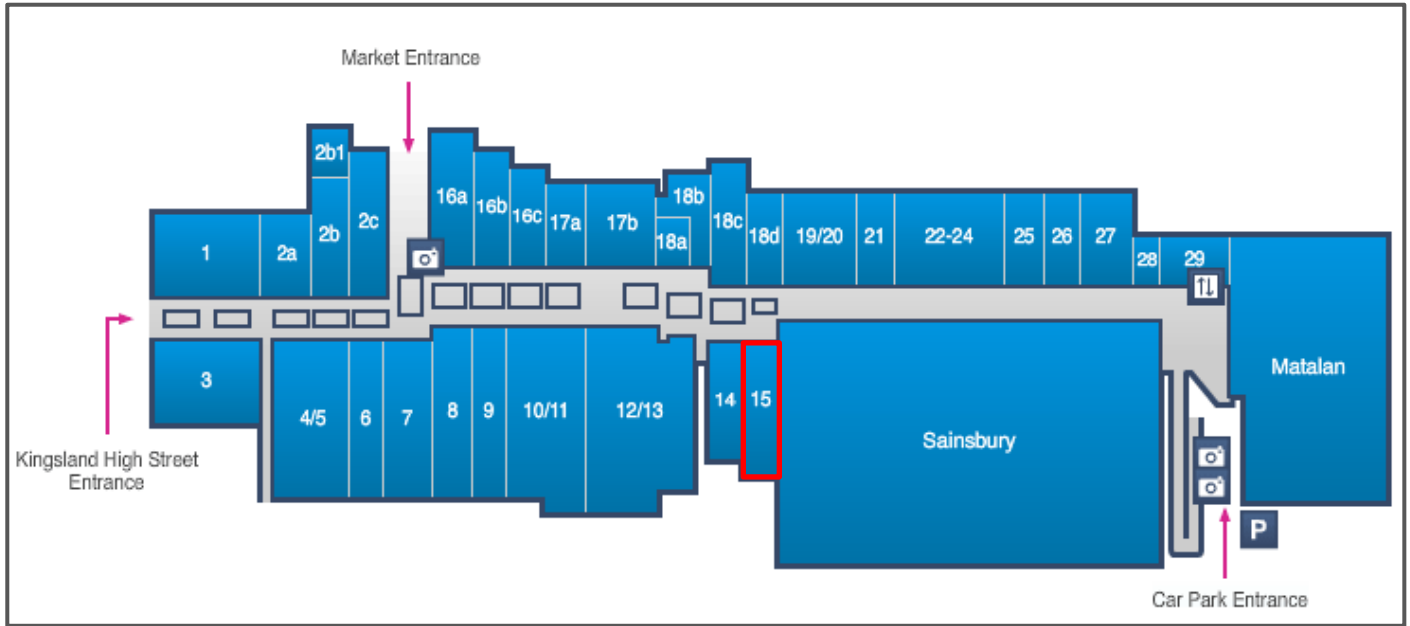 Market Entrance
2b1
2b
2c
16a
16b
16c
17a
17b
18b
18a
18c
18d
19/20
21
22-24
25
26
27
28
29
1
2a
3
4/5
6
7
8
9
10/11
12/13
14
15
Sainsbury
Matalan
Kingsland High Street
Entrance
P
Car Park Entrance